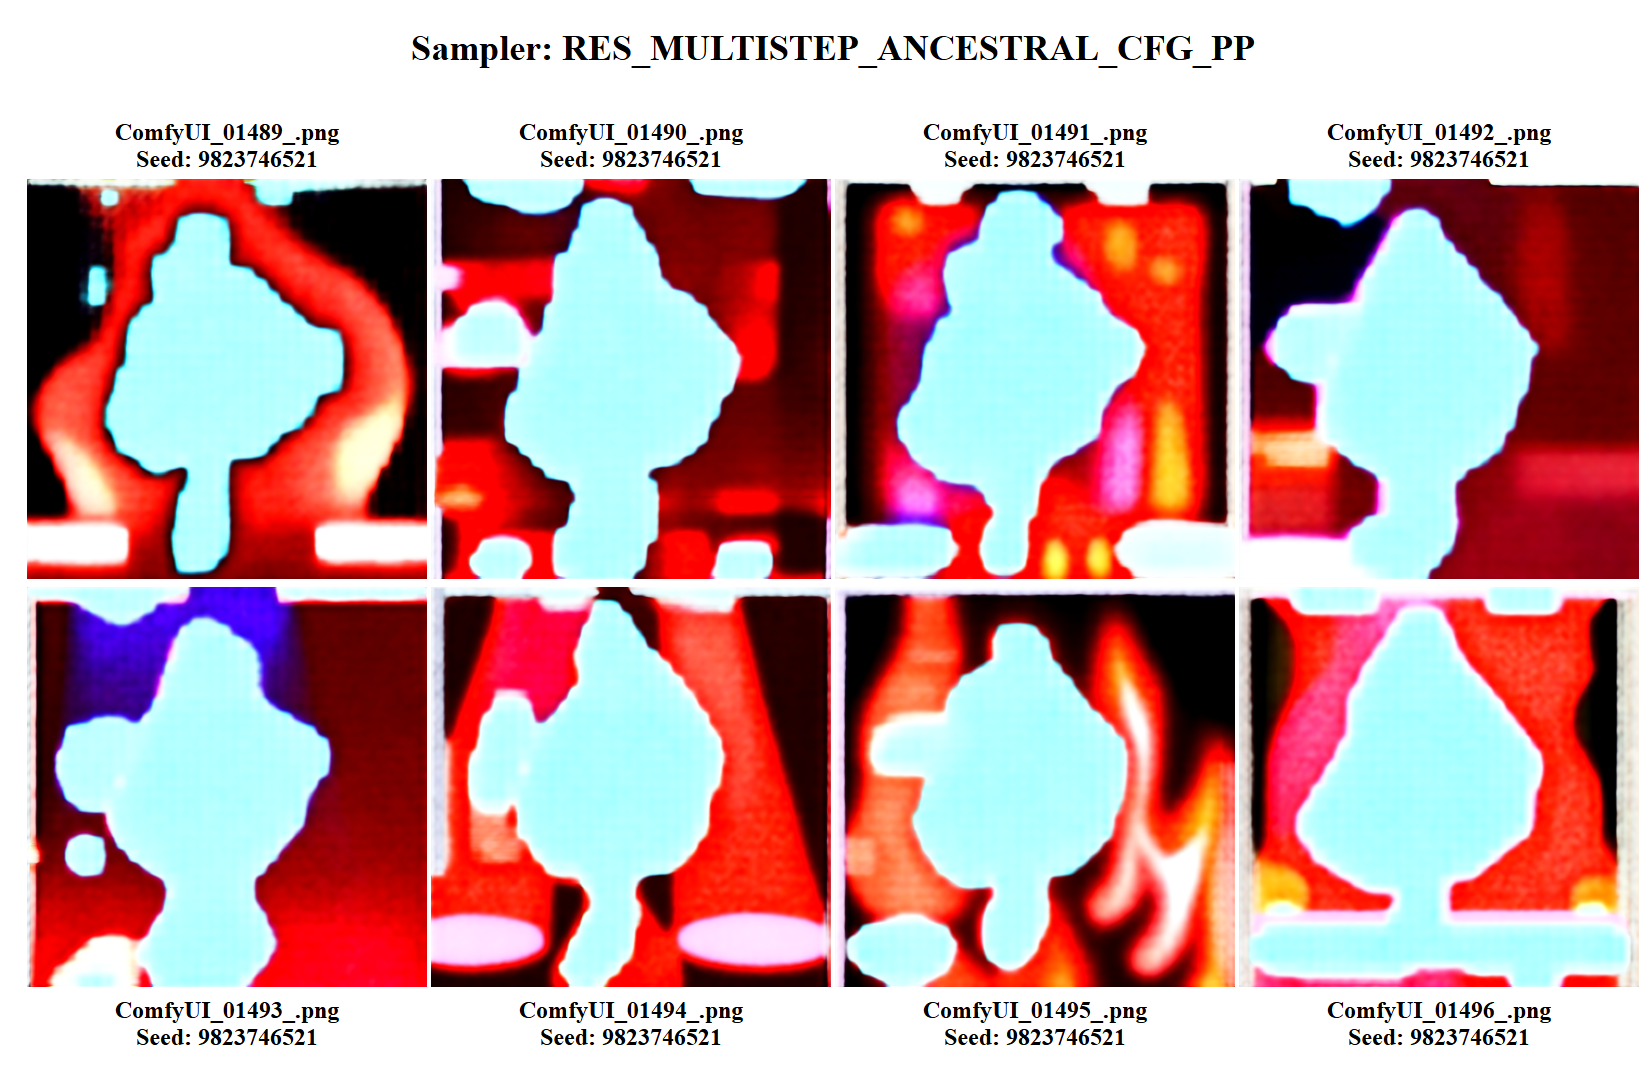 Sampler: RES_MULTISTEP_ANCESTRAL_CFG_PP
ComfyUI_01489_.png
Seed: 9823746521
ComfyUI_01490_.png
Seed: 9823746521
ComfyUI_01491_.png
Seed: 9823746521
ComfyUI_01492_.png
Seed: 9823746521
ComfyUI_01493_.png
Seed: 9823746521
ComfyUI_01494_.png
Seed: 9823746521
ComfyUI_01495_.png
Seed: 9823746521
ComfyUI_01496_.png
Seed: 9823746521